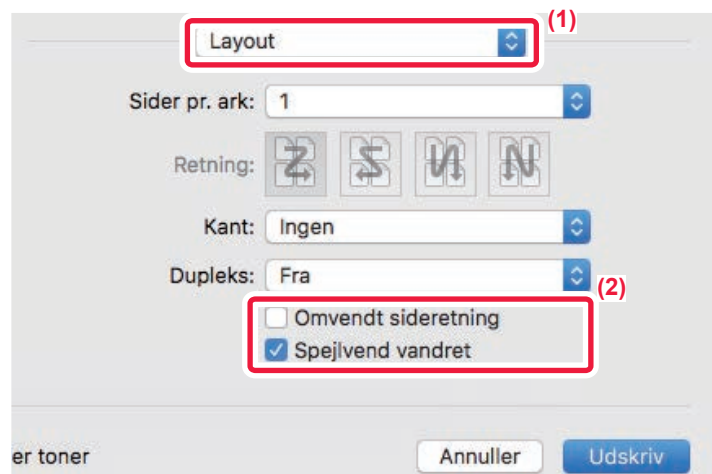 (1)
Layout
Sider pr. ark: 1
Retning:
Kant: Ingen
Dupleks: Fra
(2)
Omvendt sideretning
Spejlvend vandret
er toner Annuller Udskriv